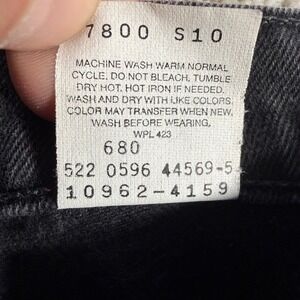 7800 S10
MACHINE WASH WARM NORMAL
CYCLE. DO NOT BLEACH. TUMBLE
DRY HOT. HOT IRON IF NEEDED.
WASH AND DRY WITH LIKE COLORS.
COLOR MAY TRANSFER WHEN NEW.
WASH BEFORE WEARING.
WPL 423
680
522 0596 44569-5
10962-4159